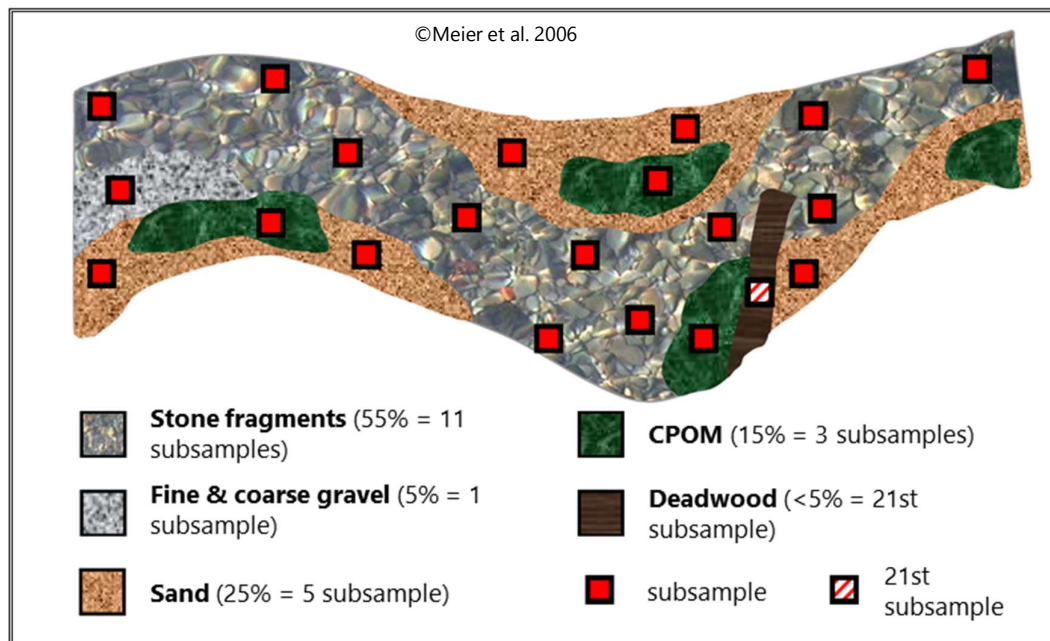 ©Meier et al. 2006
Stone fragments (55% = 11
subsamples)
Fine & coarse gravel (5% = 1
subsample)
Sand (25% = 5 subsample)
CPOM (15% = 3 subsamples)
Deadwood (<5% = 21st
subsample)
subsample
21st
subsample